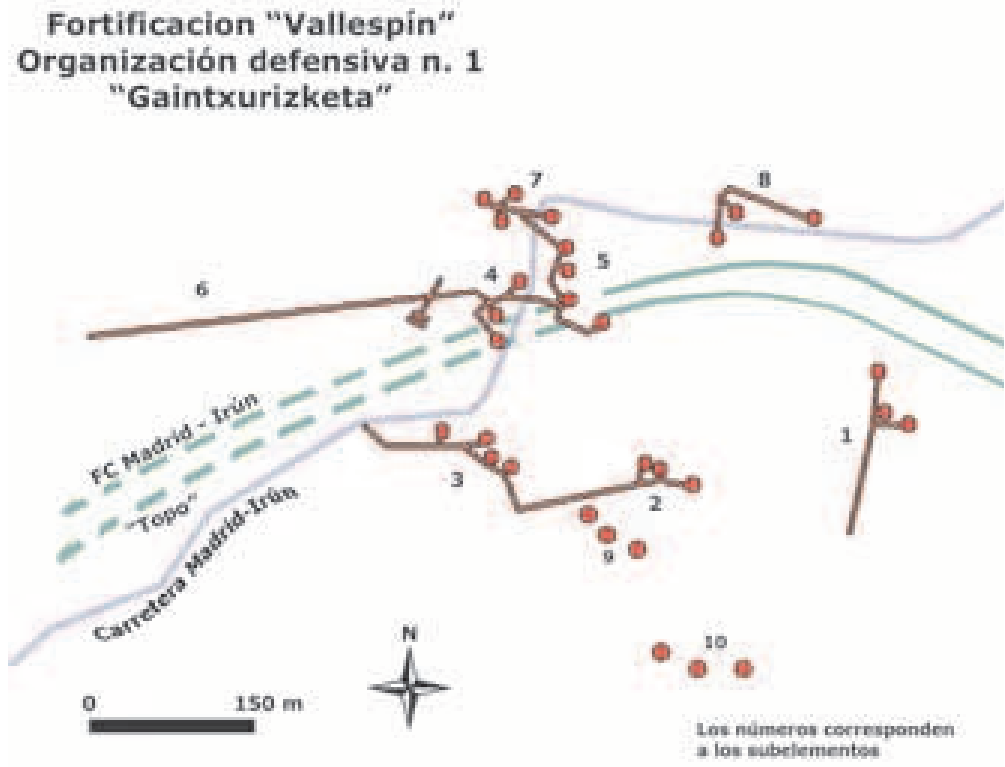 Fortificacion “Vallespín”
Organización defensiva n. 1
“Gaintxurizketa”
7
8
5
4
6
FC Madrid - Irún
1
3
2
"Topo"
Carretera Madrid-Irún
9
N
10
0 150 m
Los números corresponden
a los subelementos